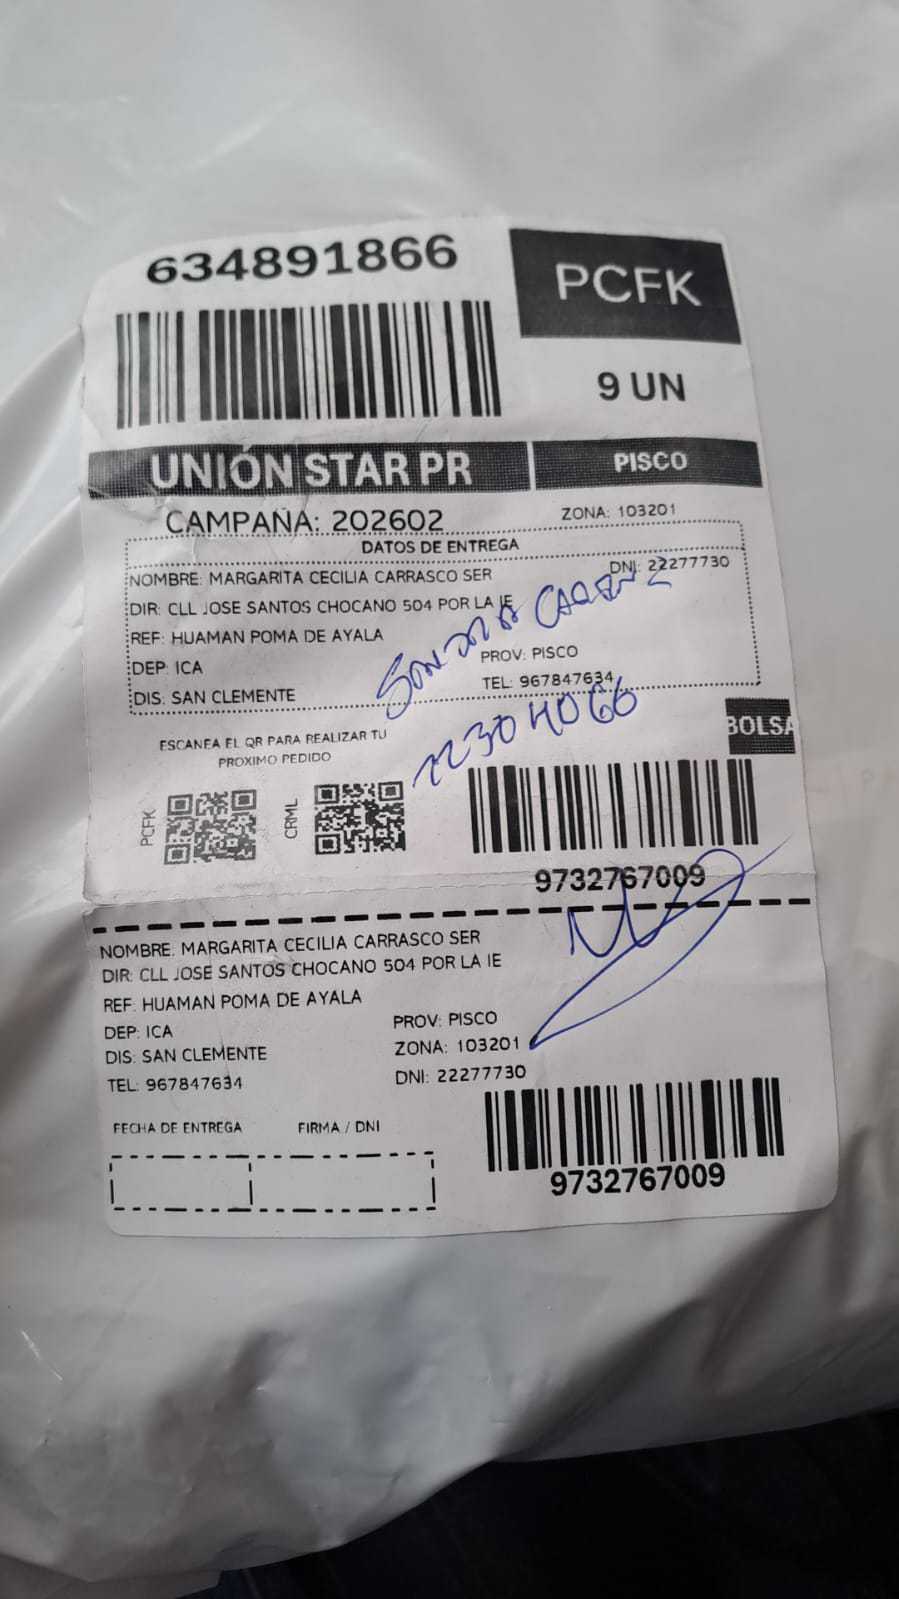 634891866
PCFK
9 UN
UNIÓN STAR PR
PISCO
CAMPAÑA: 202602
ZONA: 103201
DATOS DE ENTREGA
NOMBRE: MARGARITA CECILIA CARRASCO SER
DNI: 22277730
DIR: CLL JOSE SANTOS CHOCANO 504 POR LA IE
REF: HUAMAN POMA DE AYALA
DEP: ICA
PROV: PISCO
DIS: SAN CLEMENTE
TEL: 967847634
ESCANEA EL QR PARA REALIZAR TU
PROXIMO PEDIDO
BOLSA
PCFK
CRML
9732767009
NOMBRE: MARGARITA CECILIA CARRASCO SER
DIR: CLL JOSE SANTOS CHOCANO 504 POR LA IE
REF: HUAMAN POMA DE AYALA
DEP: ICA
PROV: PISCO
DIS: SAN CLEMENTE
ZONA: 103201
TEL: 967847634
DNI: 22277730
FECHA DE ENTREGA
FIRMA / DNI
9732767009